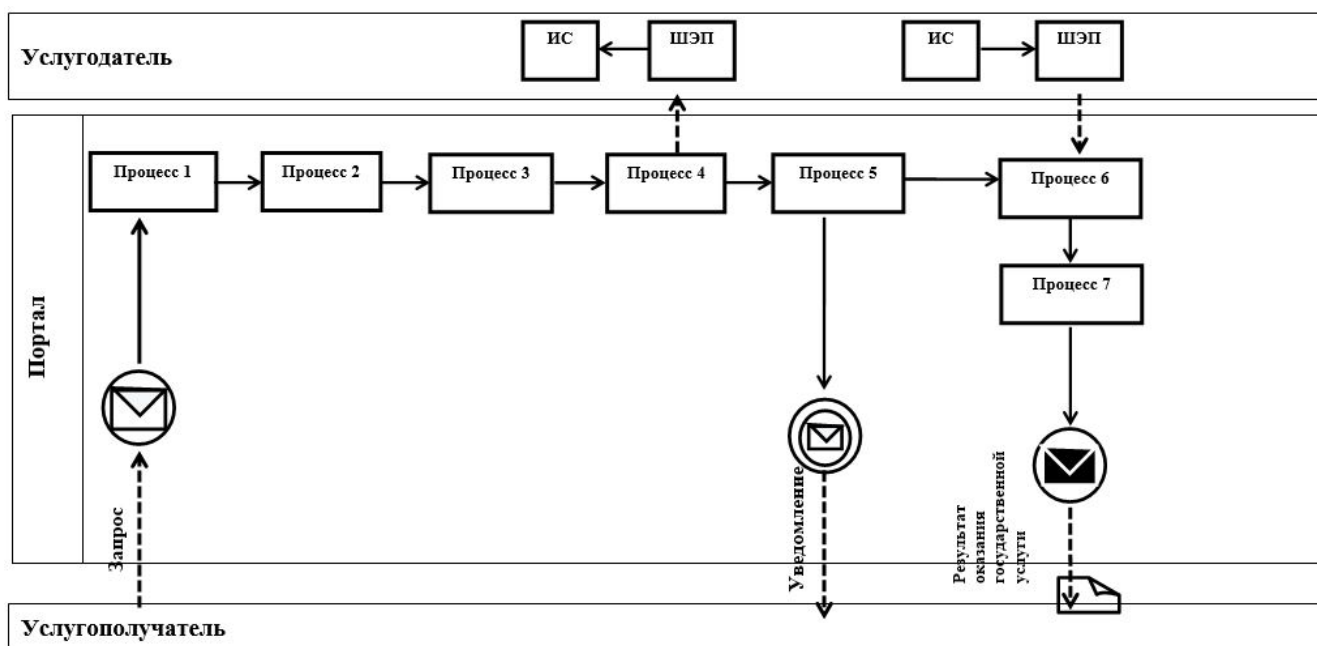 ИС
ШЭП
ИС
ШЭП
Услугодатель
Портал
Процесс 1
Процесс 2
Процесс 3
Процесс 4
Процесс 5
Процесс 6
Процесс 7
Запрос
Уведомление
Результат
оказания
государственной
услуги
Услугополучатель